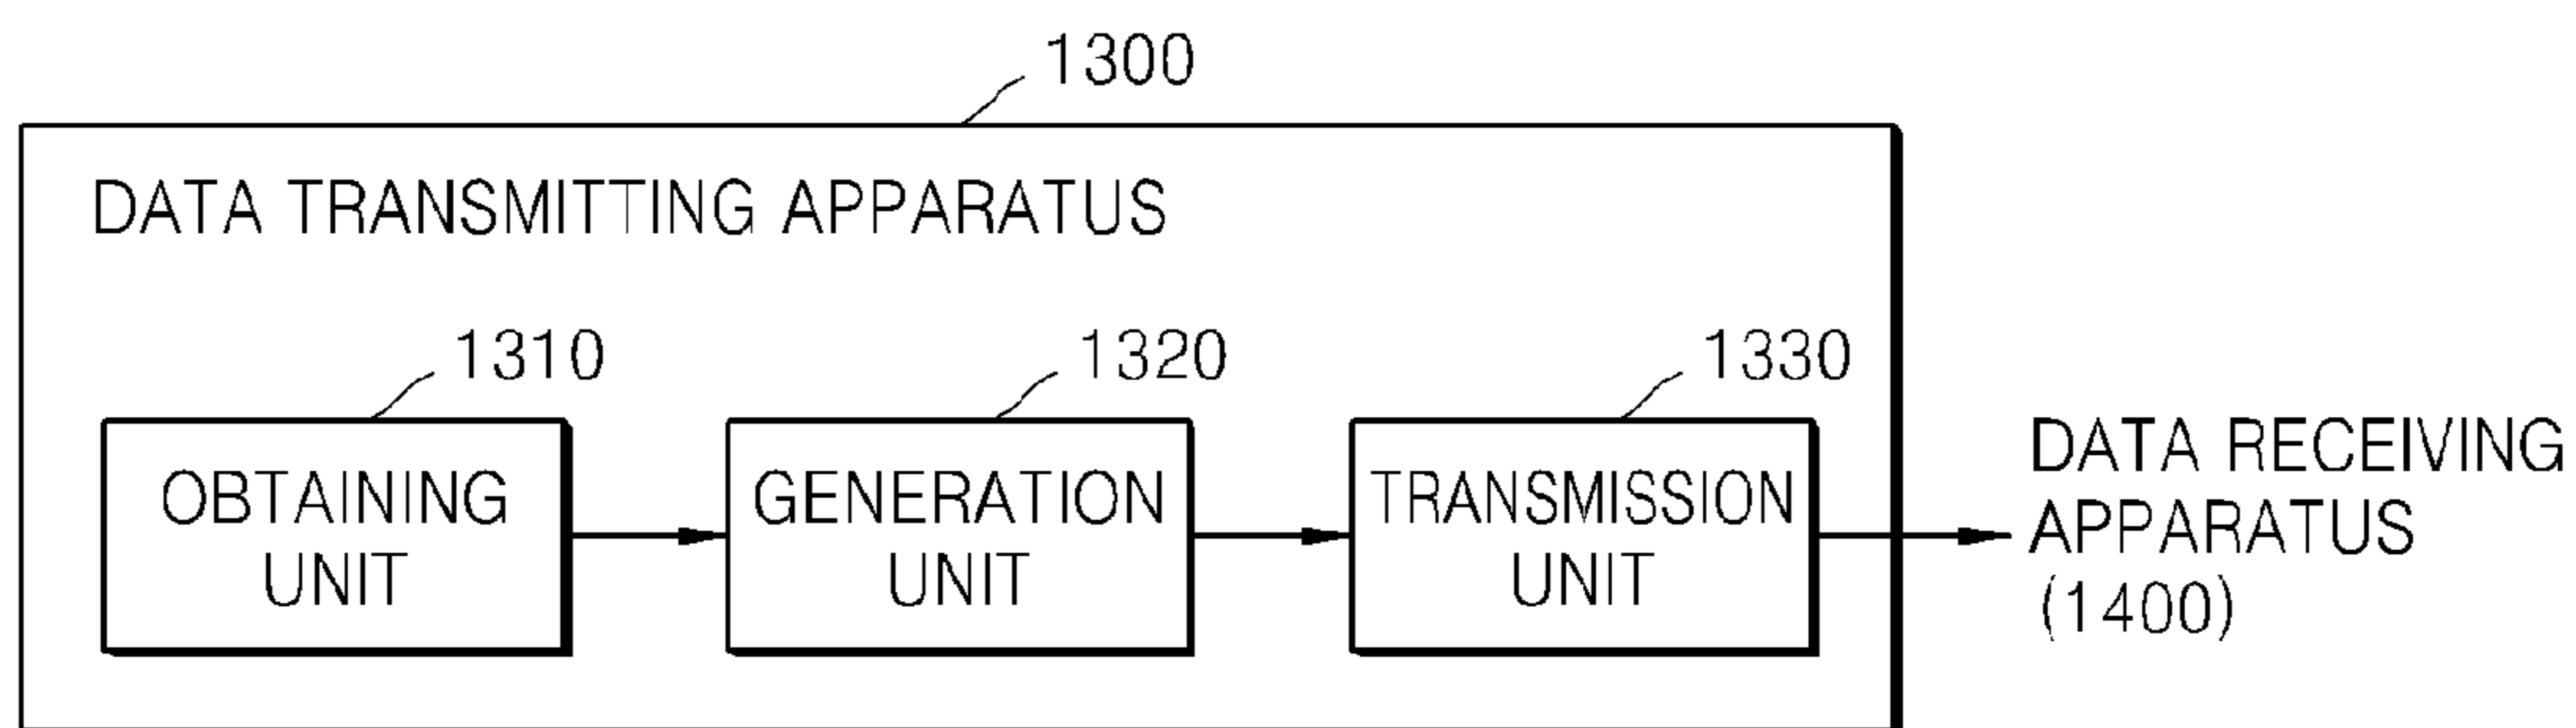 1300
DATA TRANSMITTING APPARATUS
1310
1320
1330
OBTAINING
UNIT
GENERATION
UNIT
TRANSMISSION
UNIT
DATA RECEIVING
APPARATUS
(1400)